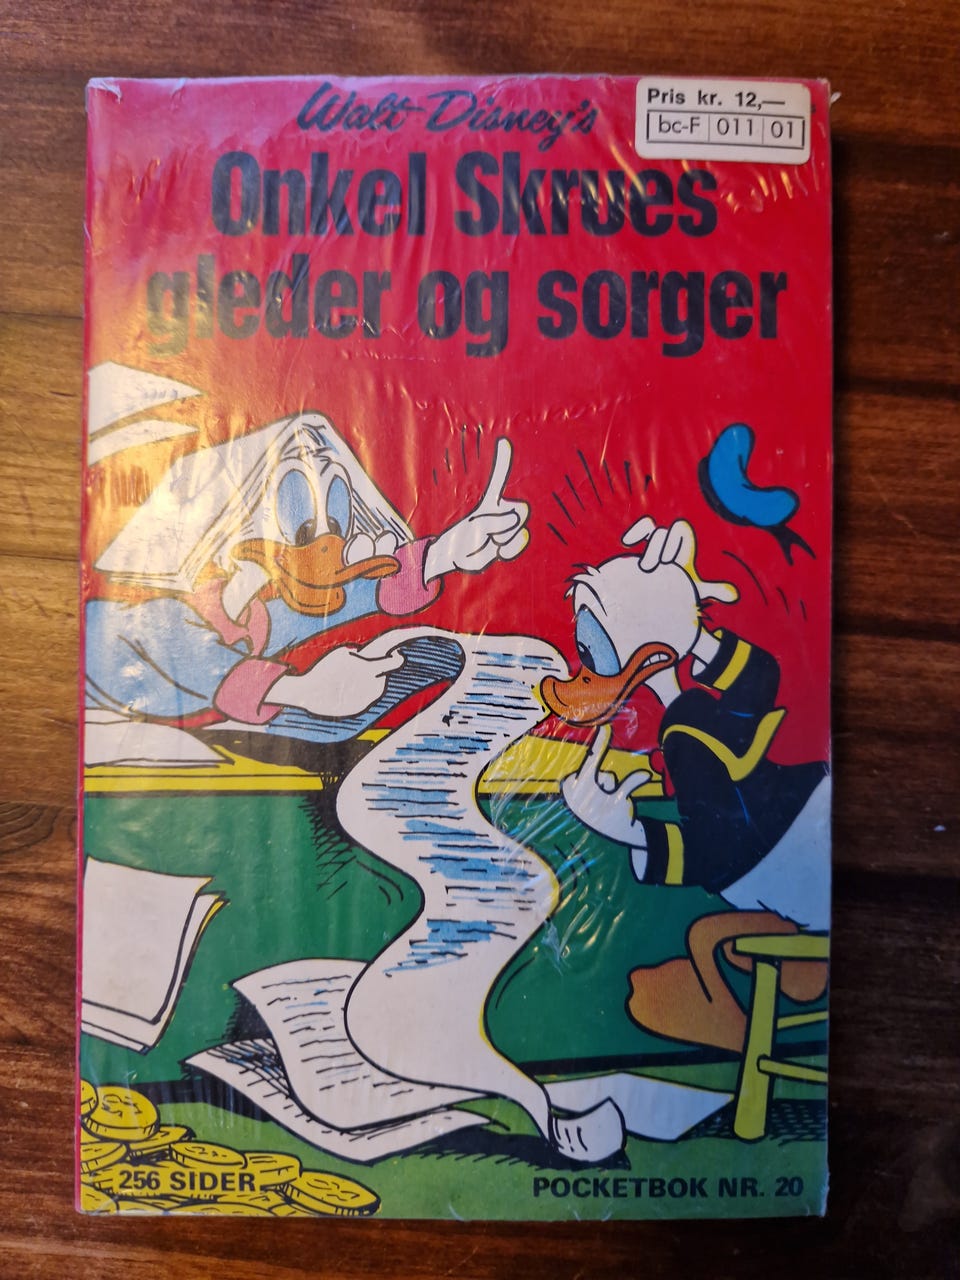 Walt Disney's
Pris kr. 12,—
bc-F 011 01
Onkel Skrues
gleder og sorger
256 SIDER
POCKETBOK NR. 20